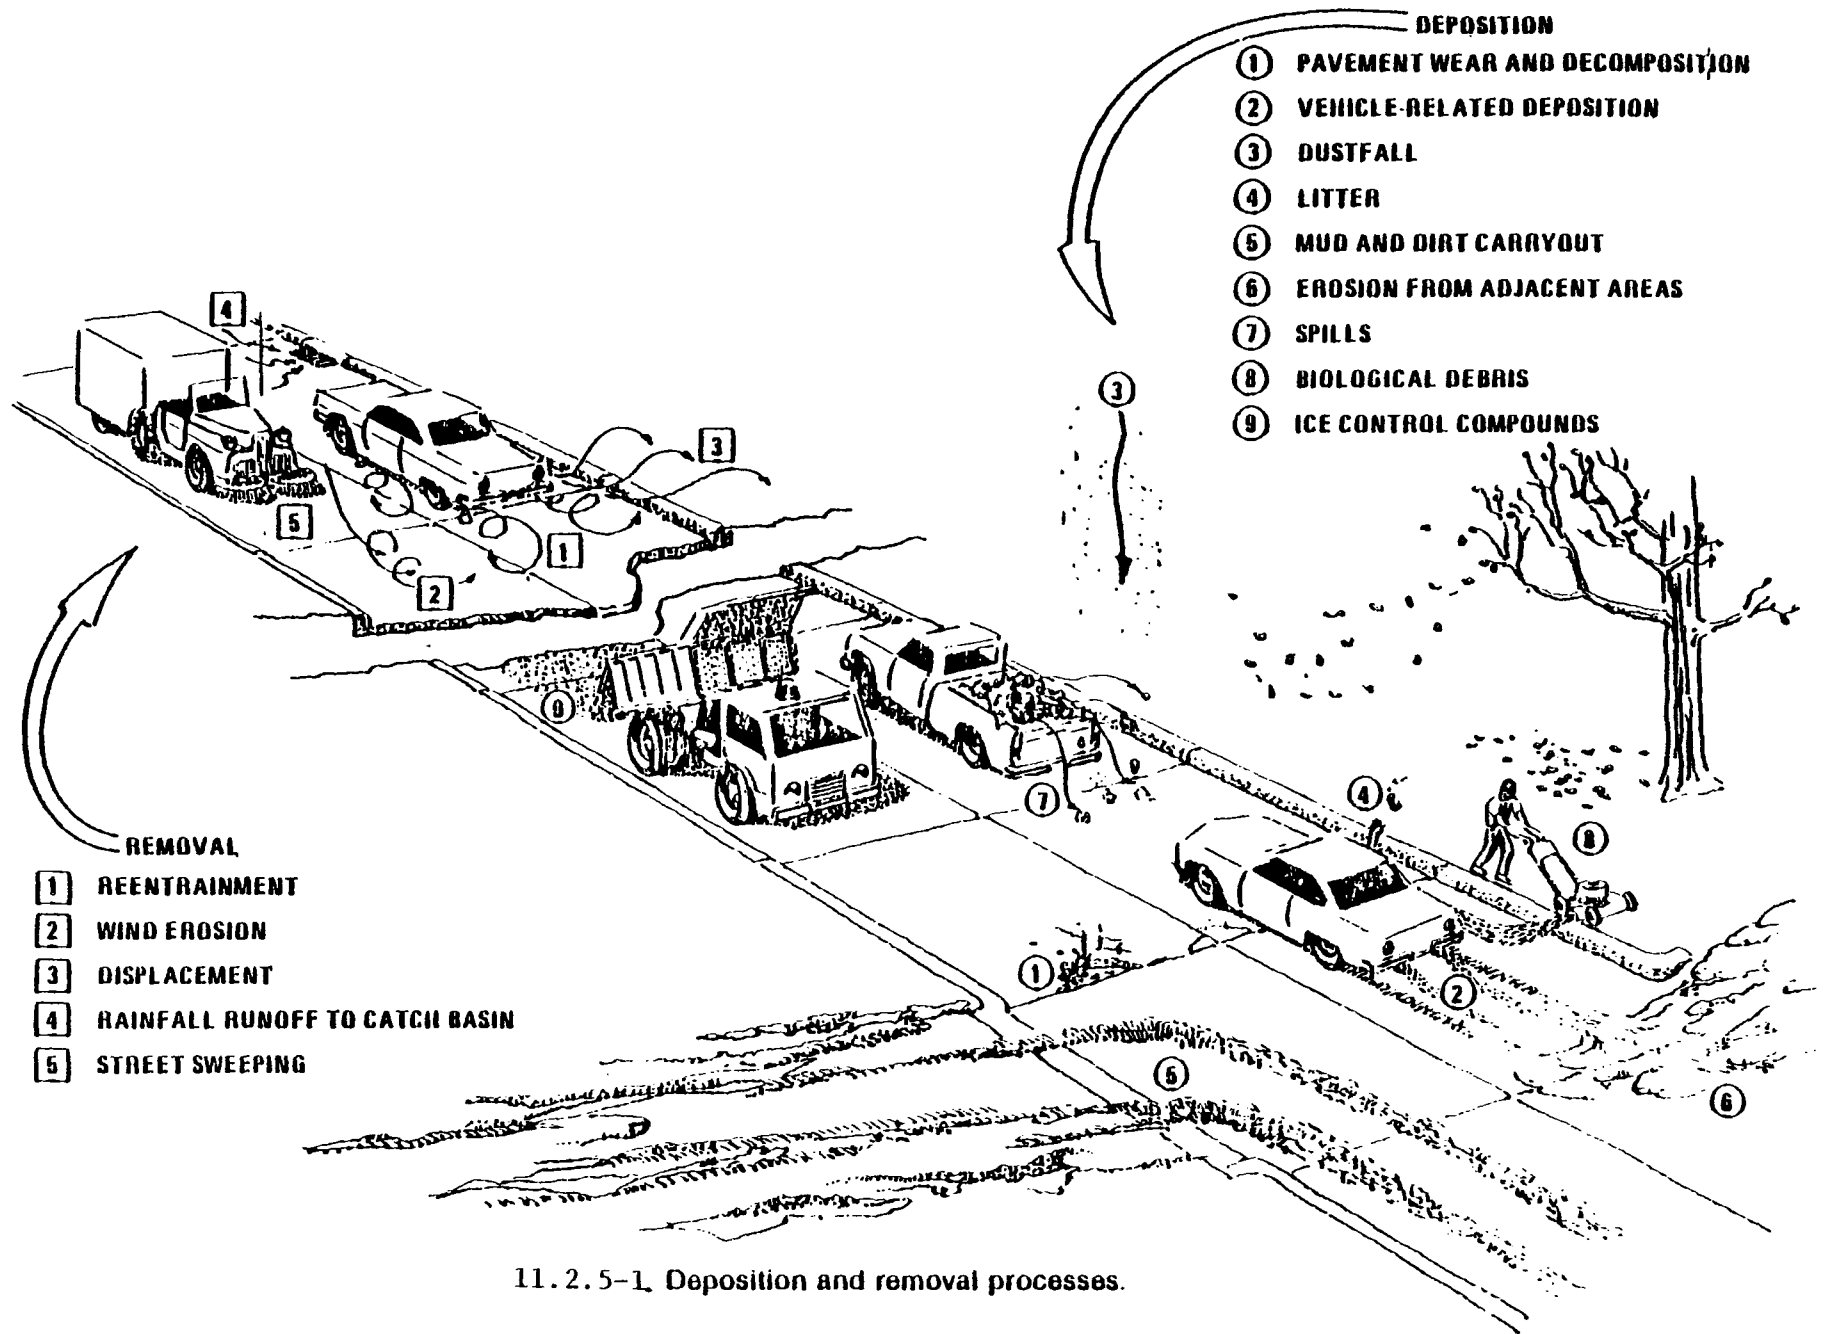 DEPOSITION
1 PAVEMENT WEAR AND DECOMPOSITION
2 VEHICLE-RELATED DEPOSITION
3 DUSTFALL
4 LITTER
5 MUD AND DIRT CARRYOUT
6 EROSION FROM ADJACENT AREAS
7 SPILLS
8 BIOLOGICAL DEBRIS
9 ICE CONTROL COMPOUNDS
4
3
3
5
1
2
9
7
4
8
1
2
5
6
REMOVAL
1 REENTRAINMENT
2 WIND EROSION
3 DISPLACEMENT
4 RAINFALL RUNOFF TO CATCH BASIN
5 STREET SWEEPING
11.2.5-1. Deposition and removal processes.